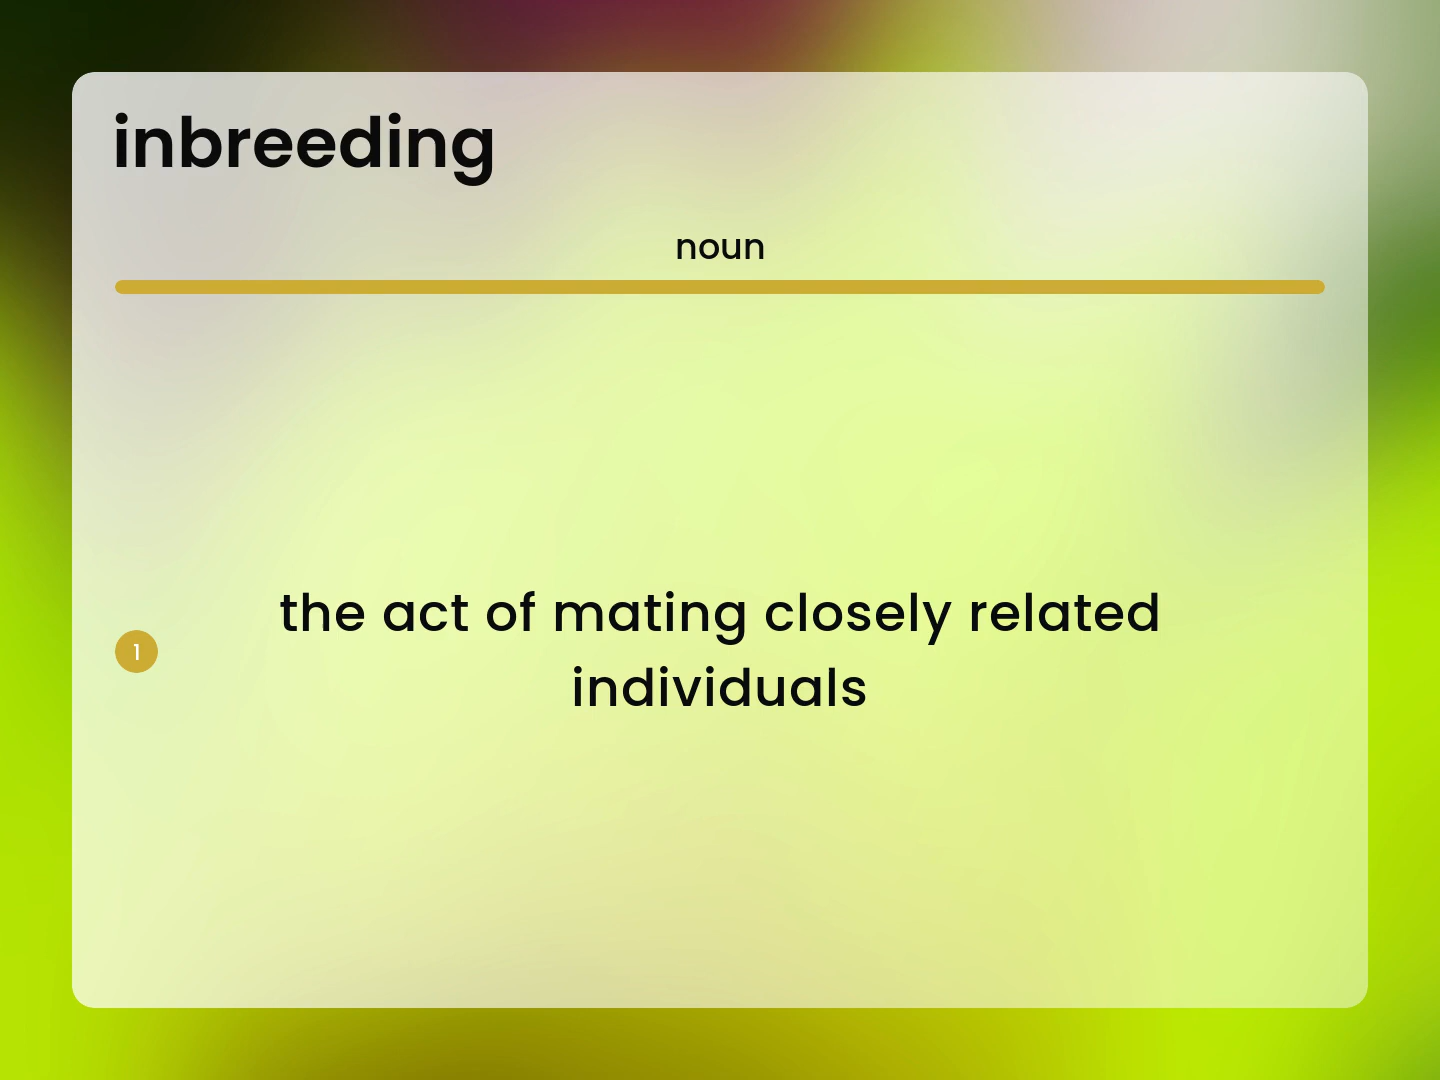 inbreeding
noun
1
the act of mating closely related
individuals